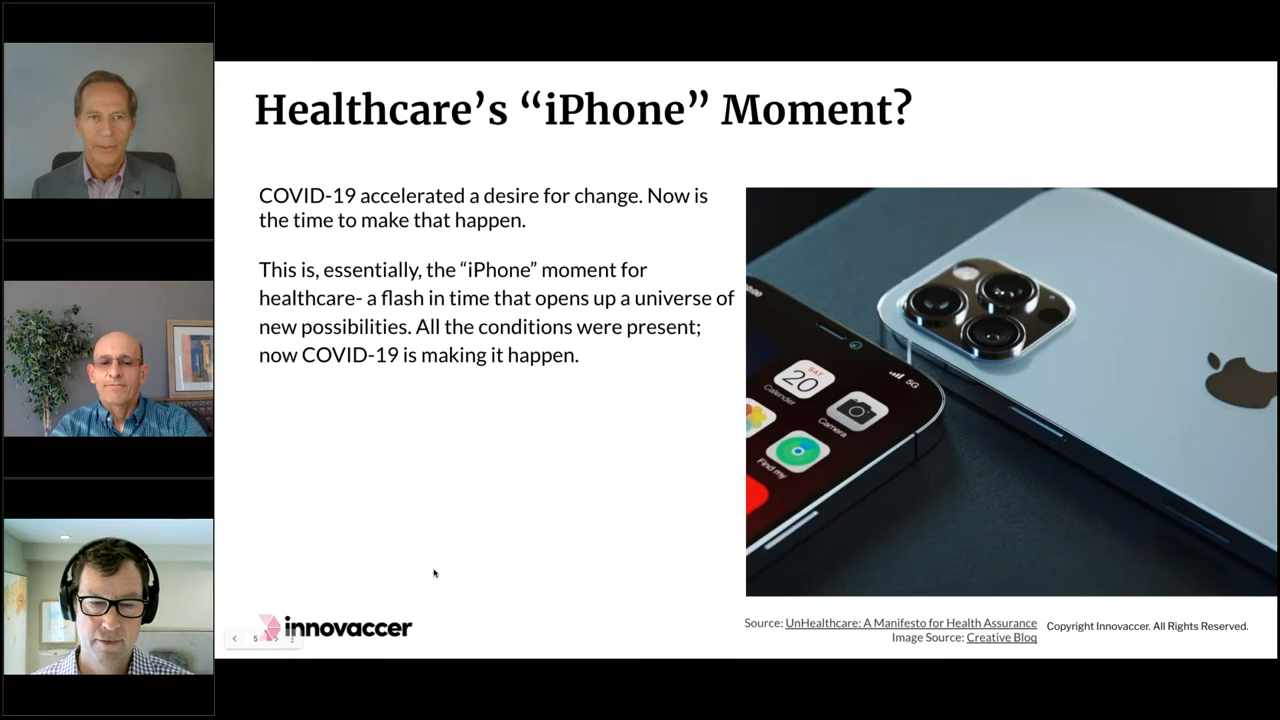 Healthcare’s “iPhone” Moment?
COVID-19 accelerated a desire for change. Now is
the time to make that happen.
This is, essentially, the “iPhone” moment for
healthcare- a flash in time that opens up a universe of
new possibilities. All the conditions were present;
now COVID-19 is making it happen.
5G
SAT
20
Calender
Camera
Find my
innovaccer
5
Source: UnHealthcare: A Manifesto for Health Assurance
Image Source: Creative Bloq
Copyright Innovaccer. All Rights Reserved.